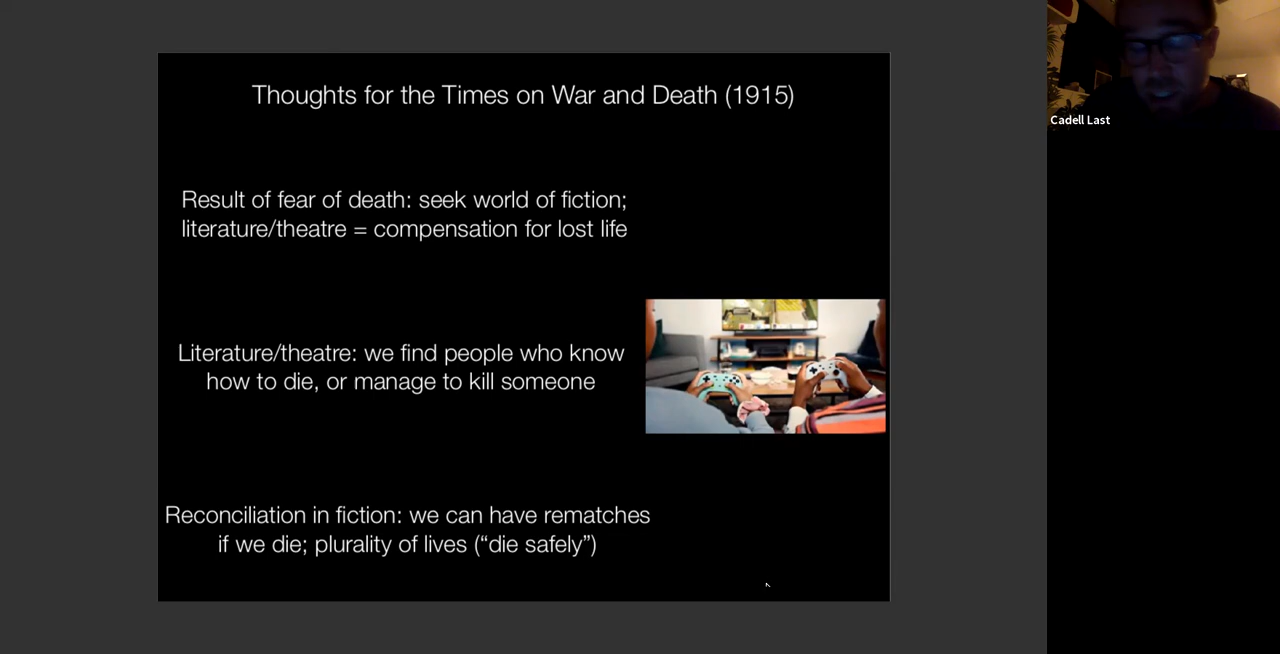 Thoughts for the Times on War and Death (1915)
Result of fear of death: seek world of fiction;
literature/theatre = compensation for lost life
Literature/theatre: we find people who know
how to die, or manage to kill someone
Reconciliation in fiction: we can have rematches
if we die; plurality of lives (“die safely”)
Cadell Last